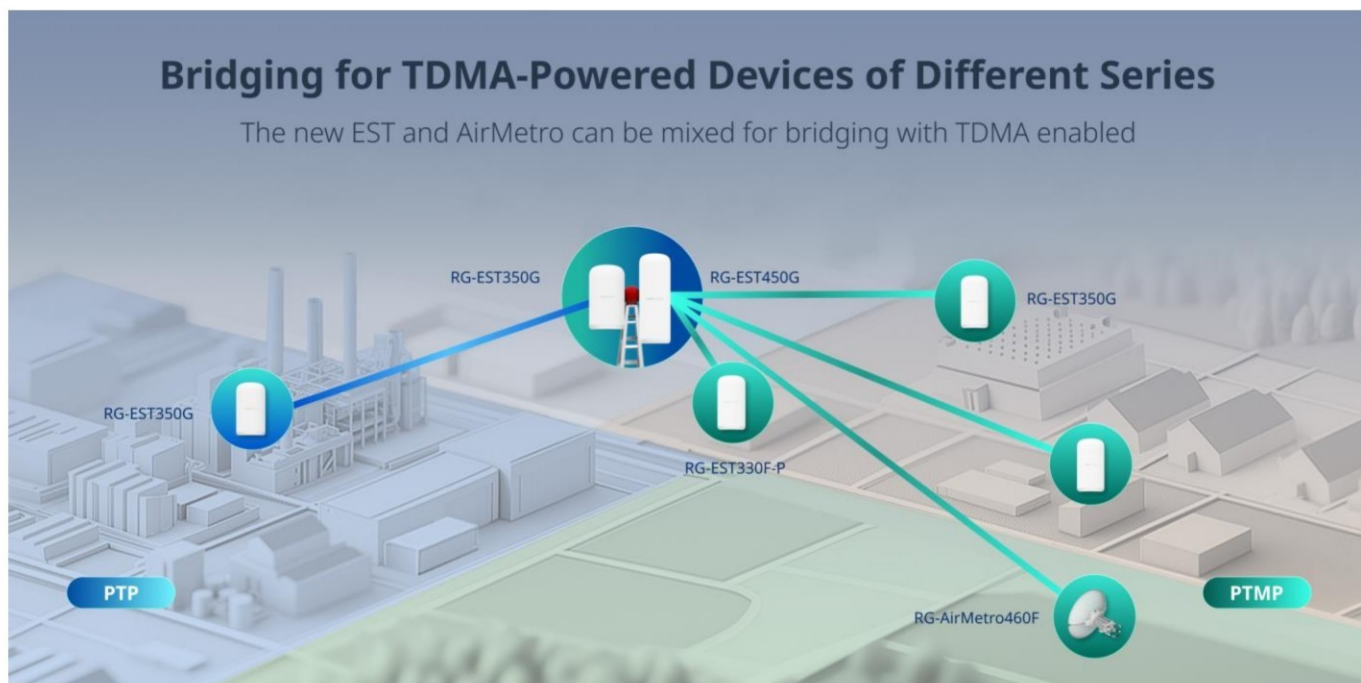 Bridging for TDMA-Powered Devices of Different Series
The new EST and AirMetro can be mixed for bridging with TDMA enabled
RG-EST350G
RG-EST450G
RG-EST350G
RG-EST350G
RG-EST330F-P
PTP
PTMP
RG-AirMetro460F